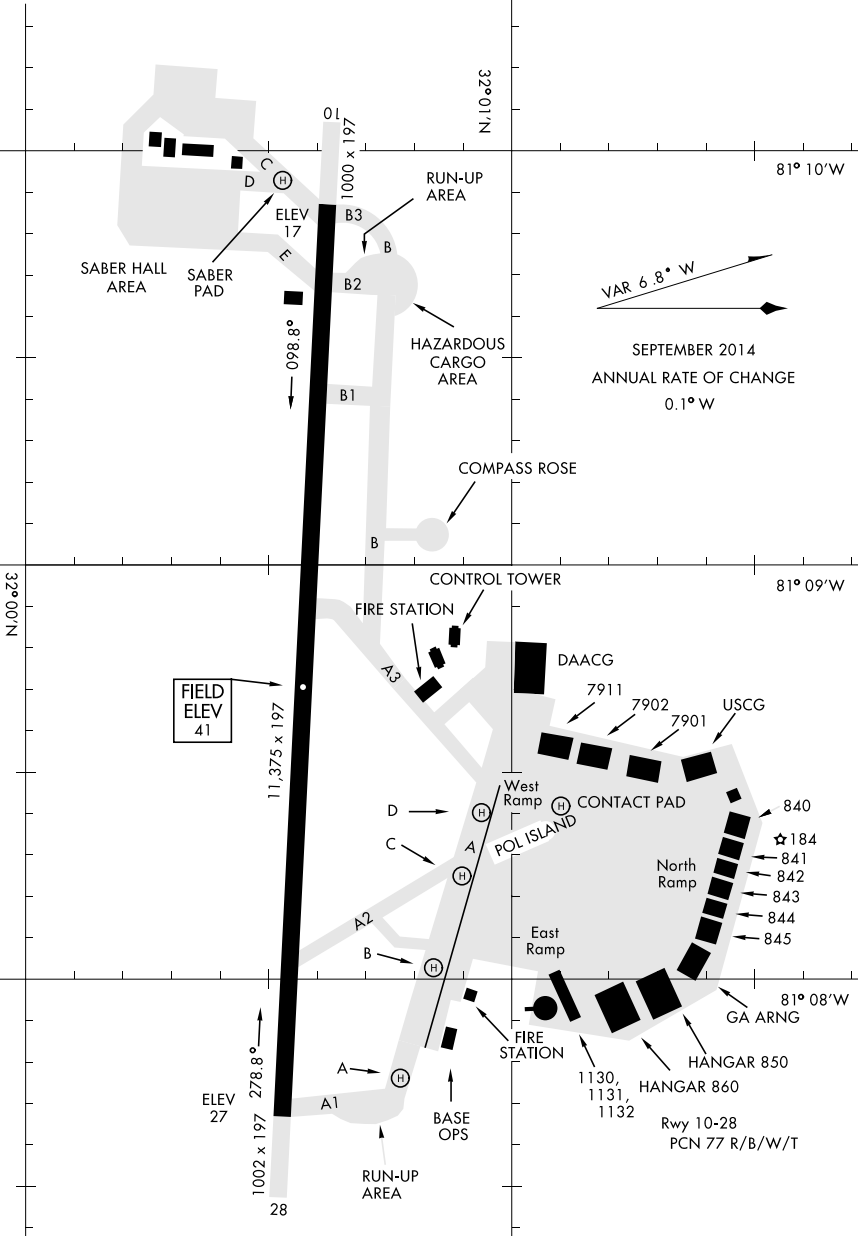 32°01'N
10
1000 x 197
81° 10'W
C
D
H
RUN-UP
AREA
ELEV
17
B3
B
E
SABER HALL
AREA
SABER
PAD
B2
VAR 6.8° W
098.8°
HAZARDOUS
CARGO
AREA
SEPTEMBER 2014
ANNUAL RATE OF CHANGE
0.1° W
B1
COMPASS ROSE
B
32°00'N
CONTROL TOWER
81° 09'W
FIRE STATION
A3
DAACG
FIELD
ELEV
41
7911
7902
7901
USCG
11,375 x 197
West
Ramp
D
H
H
CONTACT PAD
840
POL ISLAND
184
C
A
841
H
North
Ramp
842
843
A2
844
East
Ramp
845
B
H
81° 08'W
GA ARNG
278.8°
FIRE
STATION
HANGAR 850
A
H
1130,
1131,
1132
HANGAR 860
ELEV
27
A1
BASE
OPS
Rwy 10-28
PCN 77 R/B/W/T
1002 x 197
RUN-UP
AREA
28